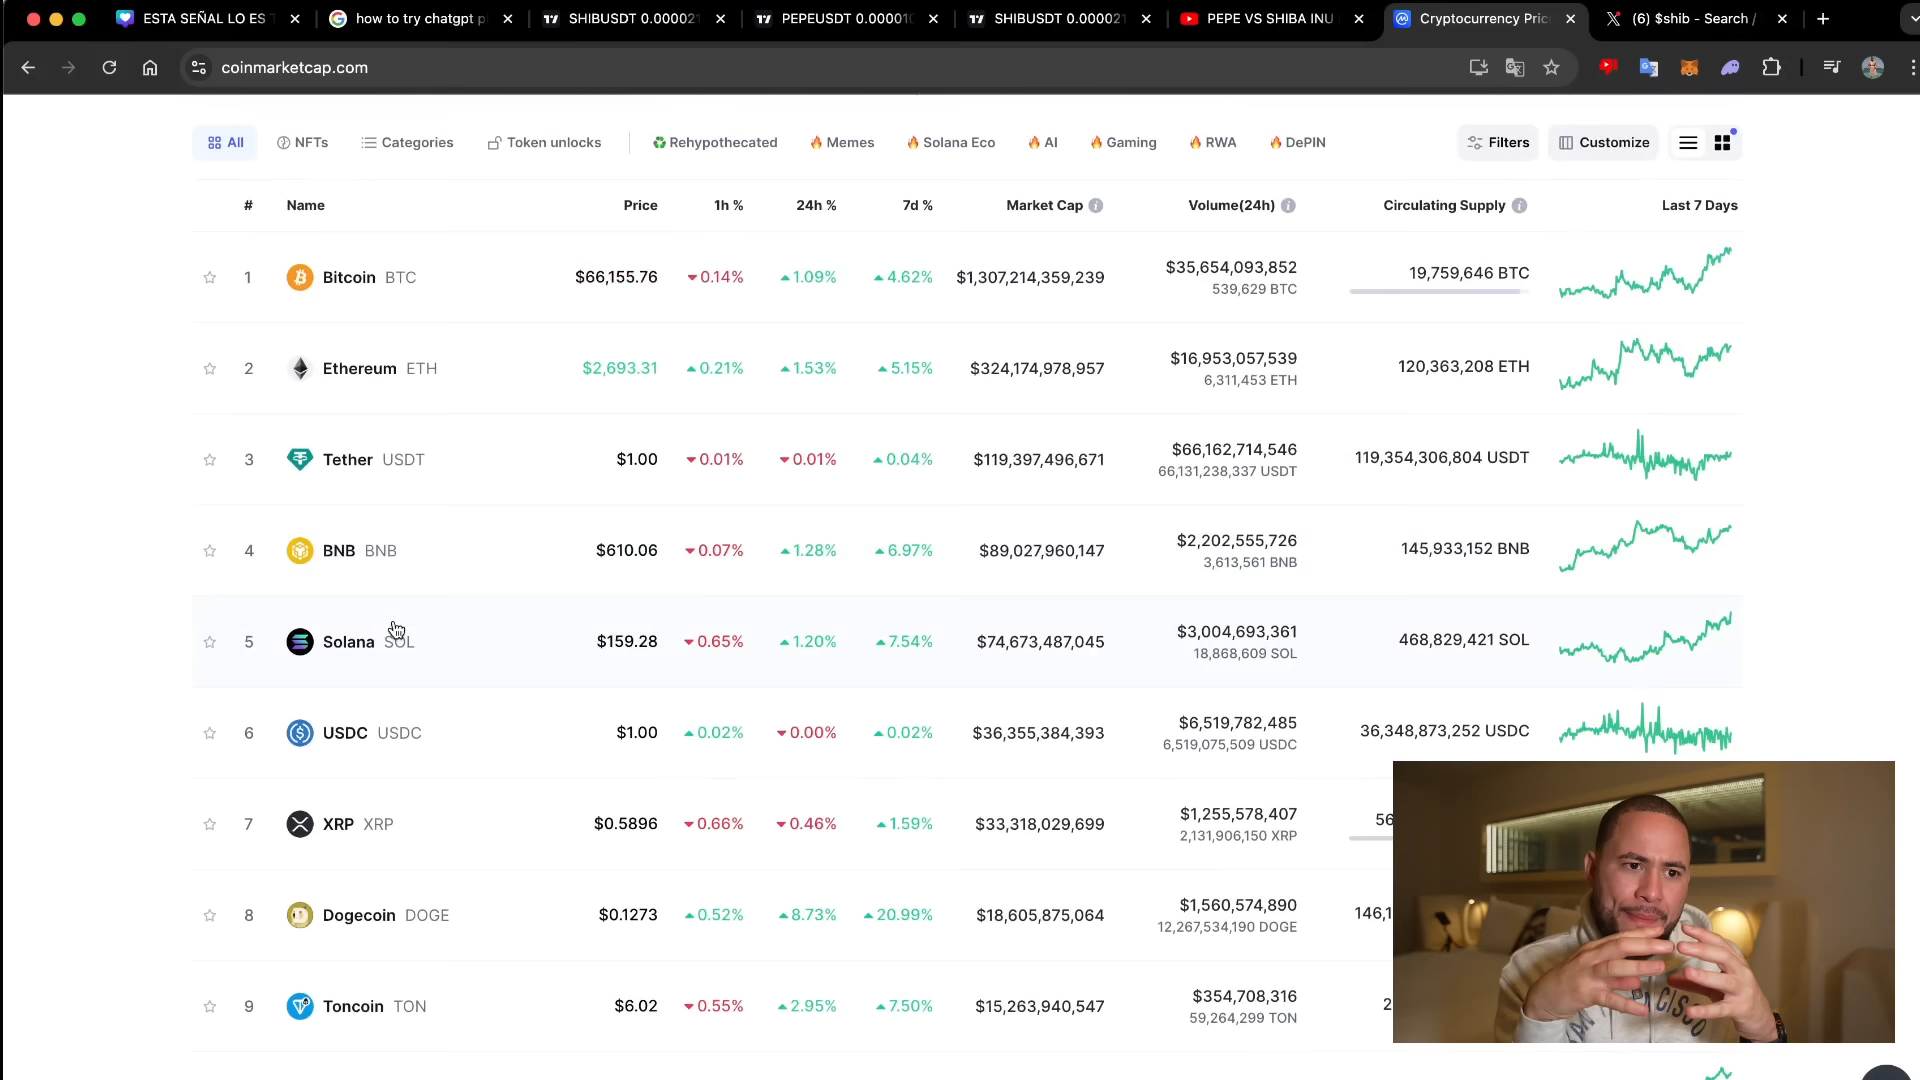 ESTA SEÑAL LO ES T
how to try chatgpt p
SHIBUSDT 0.000021
PEPEUSDT 0.000010
SHIBUSDT 0.000021
PEPE VS SHIBA INU
Cryptocurrency Pric
(6) $shib - Search /
coinmarketcap.com
All NFTs Categories Token unlocks Rehypothecated Memes Solana Eco AI Gaming RWA DePIN Filters Customize
# Name Price 1h % 24h % 7d % Market Cap Volume(24h) Circulating Supply Last 7 Days
1 Bitcoin BTC $66,155.76 0.14% 1.09% 4.62% $1,307,214,359,239 $35,654,093,852 19,759,646 BTC
539,629 BTC
2 Ethereum ETH $2,693.31 0.21% 1.53% 5.15% $324,174,978,957 $16,953,057,539 120,363,208 ETH
6,311,453 ETH
3 Tether USDT $1.00 0.01% 0.01% 0.04% $119,397,496,671 $66,162,714,546 119,354,306,804 USDT
66,131,238,337 USDT
4 BNB BNB $610.06 0.07% 1.28% 6.97% $89,027,960,147 $2,202,555,726 145,933,152 BNB
3,613,561 BNB
5 Solana SOL $159.28 0.65% 1.20% 7.54% $74,673,487,045 $3,004,693,361 468,829,421 SOL
18,868,609 SOL
6 USDC USDC $1.00 0.02% 0.00% 0.02% $36,355,384,393 $6,519,782,485 36,348,873,252 USDC
6,519,075,509 USDC
7 XRP XRP $0.5896 0.66% 0.46% 1.59% $33,318,029,699 $1,255,578,407 56
2,131,906,150 XRP
8 Dogecoin DOGE $0.1273 0.52% 8.73% 20.99% $18,605,875,064 $1,560,574,890 146,1
12,267,534,190 DOGE
9 Toncoin TON $6.02 0.55% 2.95% 7.50% $15,263,940,547 $354,708,316 2
59,264,299 TON